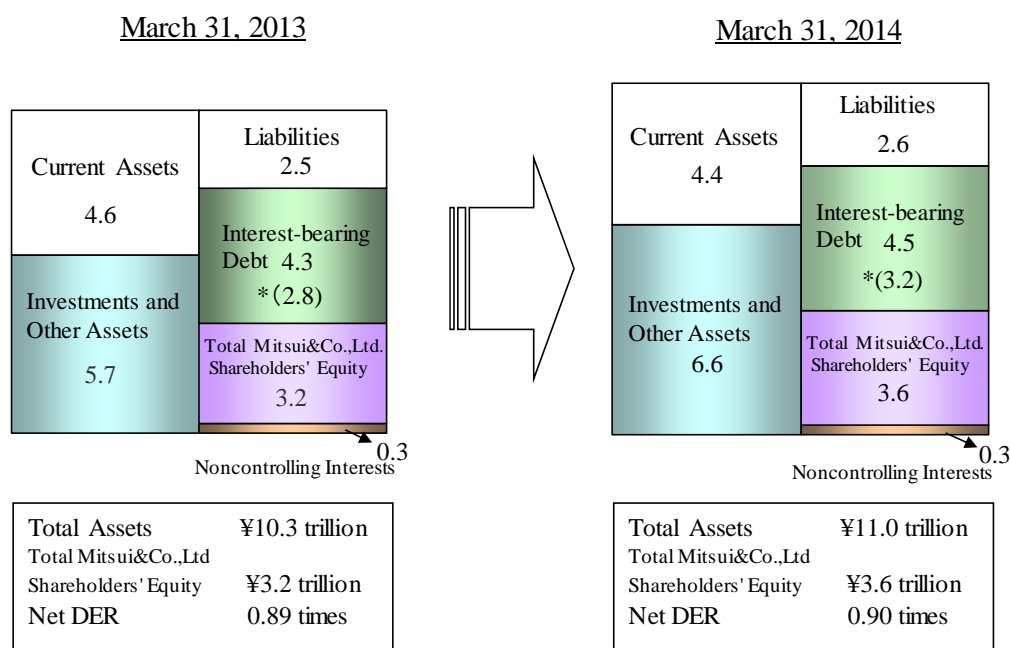 March 31, 2013
Current Assets
4.6
Investments and
Other Assets
5.7
Liabilities
2.5
Interest-bearing
Debt 4.3
*(2.8)
Total Mitsui&Co.,Ltd.
Shareholders' Equity
3.2
0.3
Noncontrolling Interests
Total Assets ¥10.3 trillion
Total Mitsui&Co.,Ltd
Shareholders' Equity ¥3.2 trillion
Net DER 0.89 times
March 31, 2014
Current Assets
4.4
Investments and
Other Assets
6.6
Liabilities
2.6
Interest-bearing
Debt 4.5
*(3.2)
Total Mitsui&Co.,Ltd.
Shareholders' Equity
3.6
0.3
Noncontrolling Interests
Total Assets ¥11.0 trillion
Total Mitsui&Co.,Ltd
Shareholders' Equity ¥3.6 trillion
Net DER 0.90 times